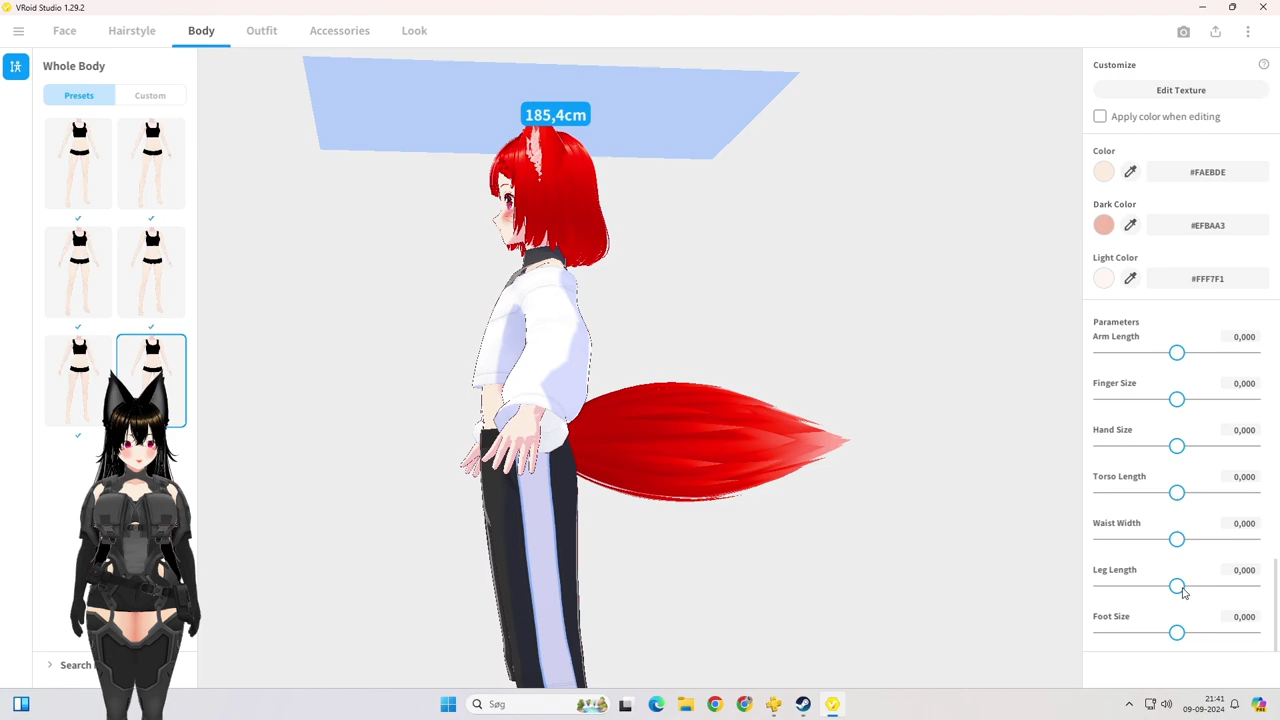 VRoid Studio 1.29.2
Face
Hairstyle
Body
Outfit
Accessories
Look
Whole Body
Presets
Custom
Search
185,4cm
Customize
Edit Texture
Apply color when editing
Color
#FAEBDE
Dark Color
#EFBAA3
Light Color
#FFF7F1
Parameters
Arm Length
0,000
Finger Size
0,000
Hand Size
0,000
Torso Length
0,000
Waist Width
0,000
Leg Length
0,000
Foot Size
0,000
Søg
21:41
09-09-2024